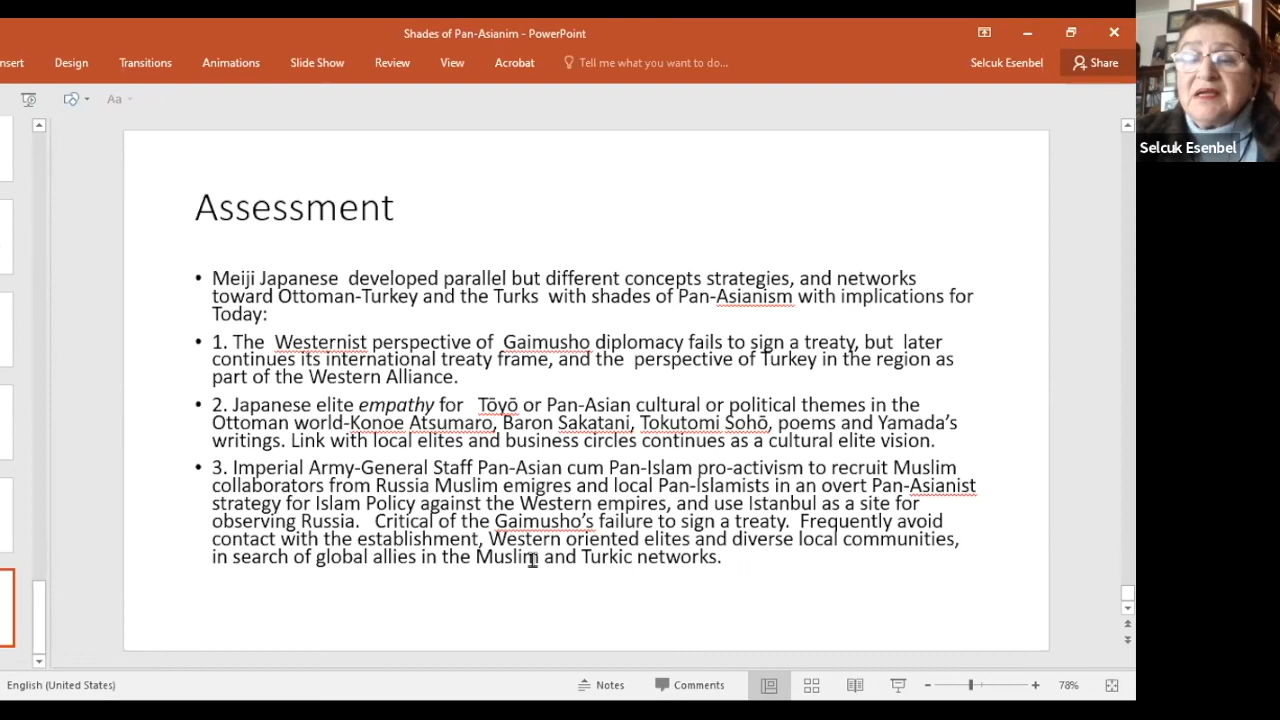 Shades of Pan-Asianim - PowerPoint
nsert Design Transitions Animations Slide Show Review View Acrobat Tell me what you want to do... Selcuk Esenbel Share
Aa
Selcuk Esenbel
Assessment
• Meiji Japanese developed parallel but different concepts strategies, and networks
toward Ottoman-Turkey and the Turks with shades of Pan-Asianism with implications for
Today:
• 1. The Westernist perspective of Gaimusho diplomacy fails to sign a treaty, but later
continues its international treaty frame, and the perspective of Turkey in the region as
part of the Western Alliance.
• 2. Japanese elite empathy for Tōyō or Pan-Asian cultural or political themes in the
Ottoman world-Konoe Atsumaro, Baron Sakatani, Tokutomi Sohō, poems and Yamada's
writings. Link with local elites and business circles continues as a cultural elite vision.
• 3. Imperial Army-General Staff Pan-Asian cum Pan-Islam pro-activism to recruit Muslim
collaborators from Russia Muslim emigres and local Pan-Islamists in an overt Pan-Asianist
strategy for Islam Policy against the Western empires, and use Istanbul as a site for
observing Russia. Critical of the Gaimusho's failure to sign a treaty. Frequently avoid
contact with the establishment, Western oriented elites and diverse local communities,
in search of global allies in the Muslim and Turkic networks.
English (United States) Notes Comments 78%